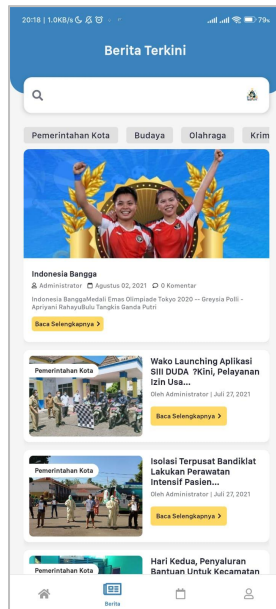 20:18 | 1.0KB/s
79%
Berita Terkini
Pemerintahan Kota
Budaya
Olahraga
Krim
Indonesia Bangga
Administrator
Agustus 02, 2021
0 Komentar
Indonesia BanggaMedali Emas Olimpiade Tokyo 2020 -- Greysia Polii -
Apriyani RahayuBulu Tangkis Ganda Putri
Baca Selengkapnya >
Pemerintahan Kota
Wako Launching Aplikasi
SIII DUDA ?Kini, Pelayanan
Izin Usa...
Oleh Administrator | Juli 27, 2021
Baca Selengkapnya >
Pemerintahan Kota
Isolasi Terpusat Bandiklat
Lakukan Perawatan
Intensif Pasien...
Oleh Administrator | Juli 27, 2021
Baca Selengkapnya >
Pemerintahan Kota
Hari Kedua, Penyaluran
Bantuan Untuk Kecamatan
Berita